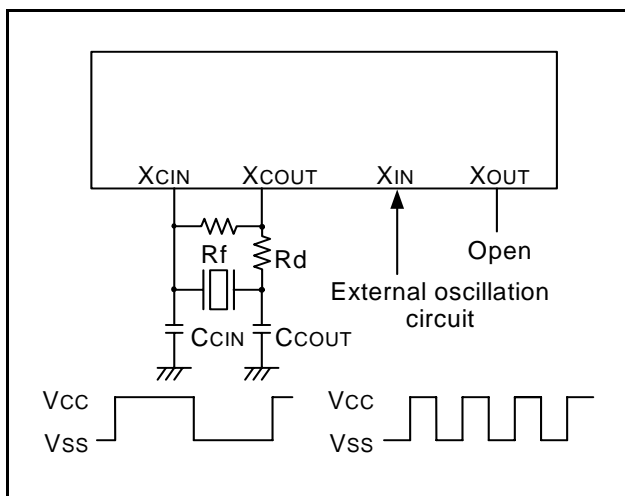 XCIN XCOUT XIN XOUT
Rf
Rd
Open
External oscillation
circuit
CCIN CCOUT
VCC
VSS
VCC
VSS